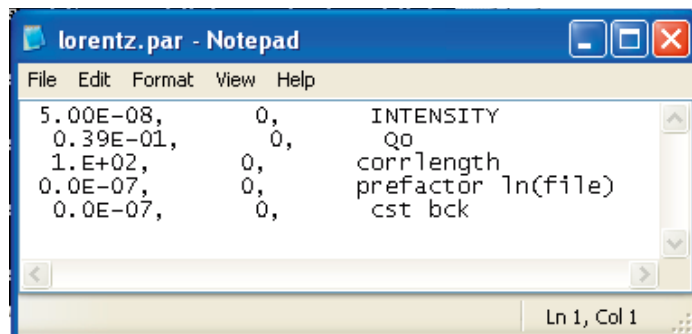 lorentz.par - Notepad
File Edit Format View Help
5.00E-08, 0, INTENSITY
0.39E-01, 0, Qo
1.E+02, 0, corrlength
0.0E-07, 0, prefactor ln(file)
0.0E-07, 0, cst bck
Ln 1, Col 1